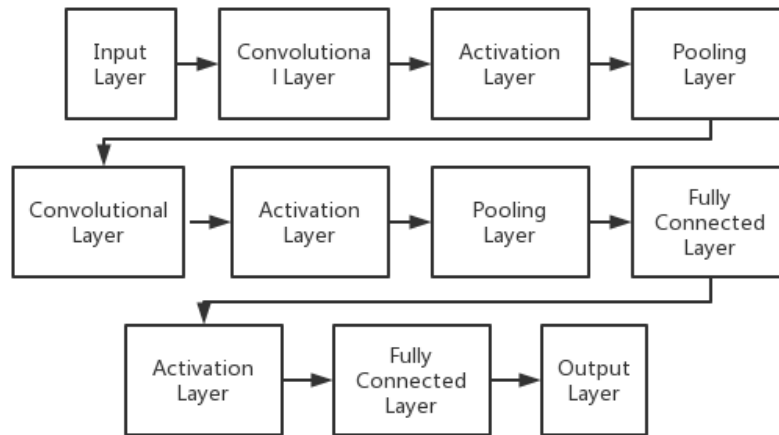 Input
Layer
Convolutiona
l Layer
Activation
Layer
Pooling
Layer
Convolutional
Layer
Activation
Layer
Pooling
Layer
Fully
Connected
Layer
Activation
Layer
Fully
Connected
Layer
Output
Layer